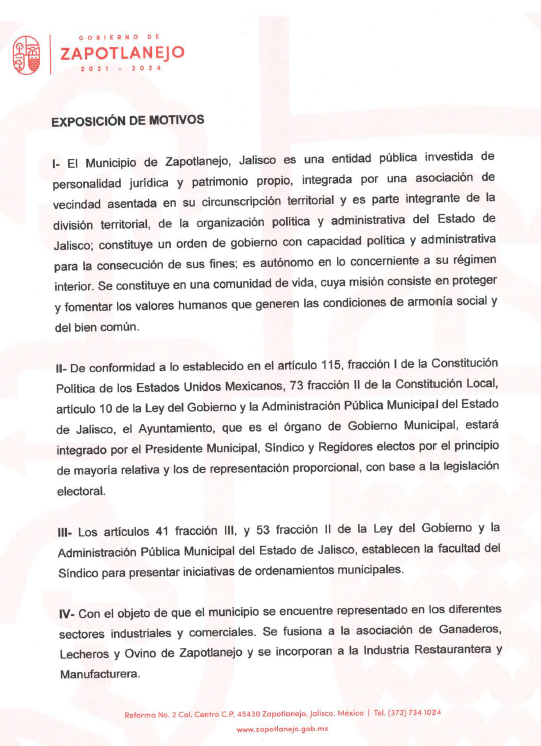 GOBIERNO DE
ZAPOTLANEJO
2021 - 2024
EXPOSICIÓN DE MOTIVOS
I- El Municipio de Zapotlanejo, Jalisco es una entidad pública investida de
personalidad jurídica y patrimonio propio, integrada por una asociación de
vecindad asentada en su circunscripción territorial y es parte integrante de la
división territorial, de la organización política y administrativa del Estado de
Jalisco; constituye un orden de gobierno con capacidad política y administrativa
para la consecución de sus fines; es autónomo en lo concerniente a su régimen
interior. Se constituye en una comunidad de vida, cuya misión consiste en proteger
y fomentar los valores humanos que generen las condiciones de armonía social y
del bien común.
II- De conformidad a lo establecido en el artículo 115, fracción I de la Constitución
Política de los Estados Unidos Mexicanos, 73 fracción II de la Constitución Local,
artículo 10 de la Ley del Gobierno y la Administración Pública Municipal del Estado
de Jalisco, el Ayuntamiento, que es el órgano de Gobierno Municipal, estará
integrado por el Presidente Municipal, Síndico y Regidores electos por el principio
de mayoría relativa y los de representación proporcional, con base a la legislación
electoral.
III- Los artículos 41 fracción III, y 53 fracción II de la Ley del Gobierno y la
Administración Pública Municipal del Estado de Jalisco, establecen la facultad del
Síndico para presentar iniciativas de ordenamientos municipales.
IV- Con el objeto de que el municipio se encuentre representado en los diferentes
sectores industriales y comerciales. Se fusiona a la asociación de Ganaderos,
Lecheros y Ovino de Zapotlanejo y se incorporan a la Industria Restaurantera y
Manufacturera.
Reforma No. 2 Col. Centro C.P. 45430 Zapotlanejo, Jalisco. México | Tel. (373) 734 1024
www.zapotlanejo.gob.mx